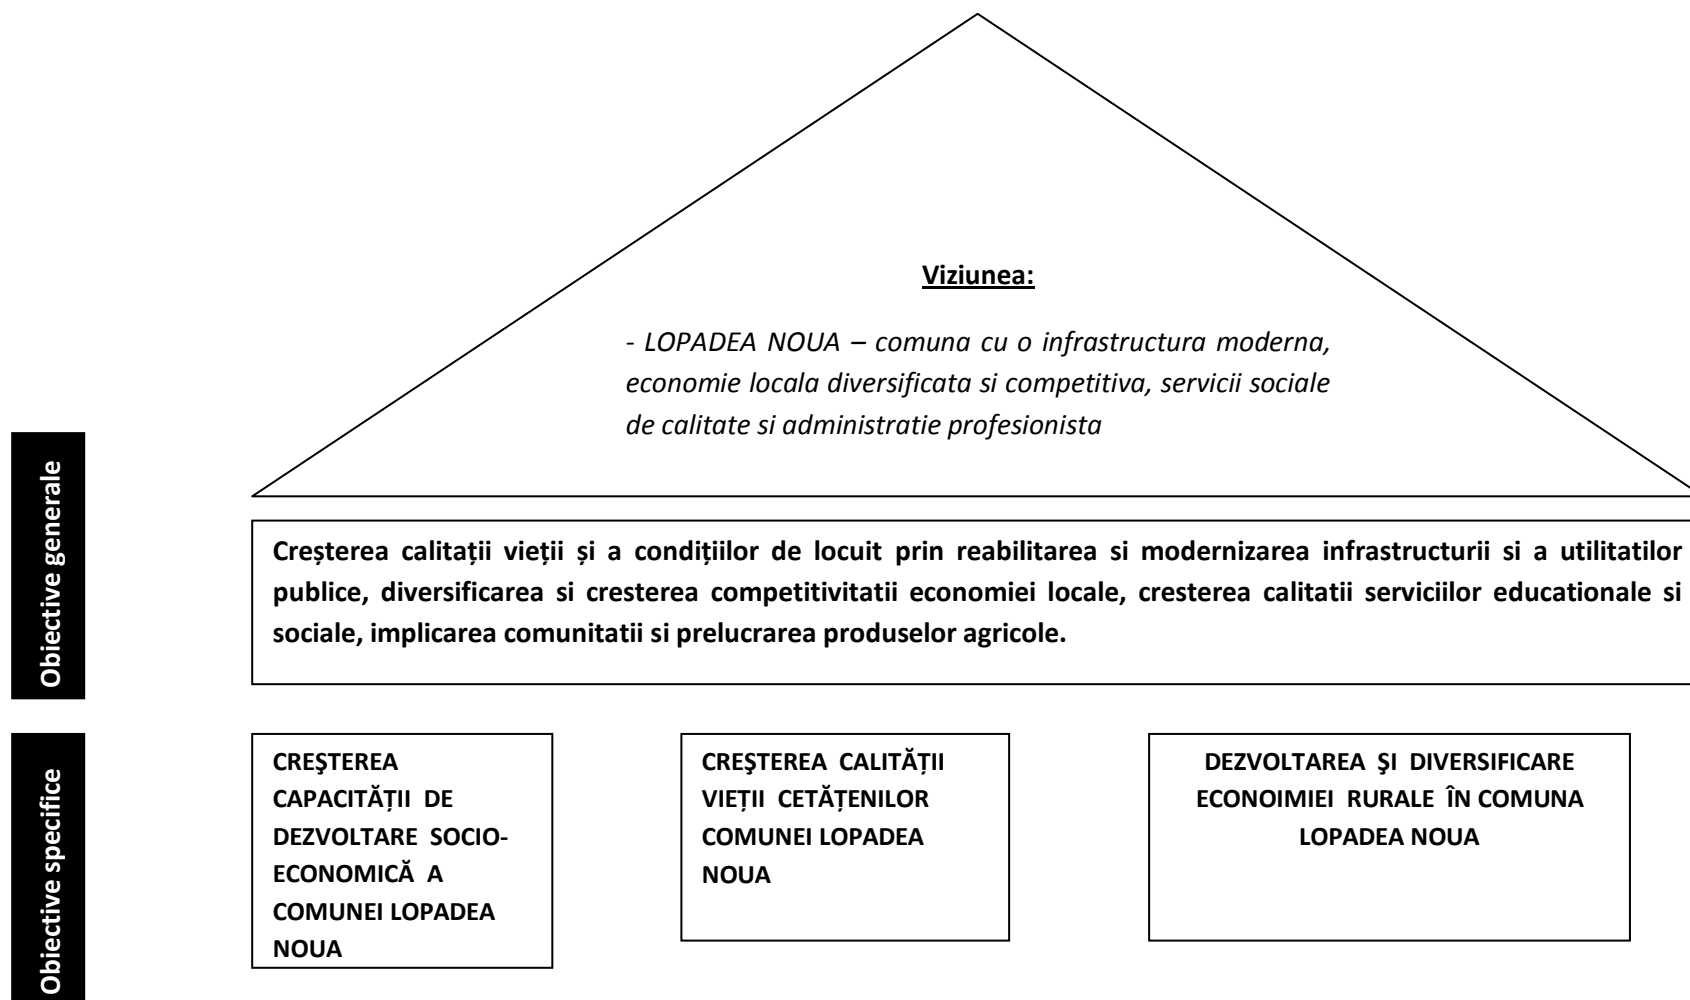 Viziunea:
- LOPADEA NOUA – comuna cu o infrastructura moderna,
economie locala diversificata si competitiva, servicii sociale
de calitate si administratie profesionista
Obiective generale
Creșterea calitații vieții și a condițiilor de locuit prin reabilitarea si modernizarea infrastructurii si a utilitatilor
publice, diversificarea si cresterea competitivitatii economiei locale, cresterea calitatii serviciilor educationale si
sociale, implicarea comunitatii si prelucrarea produselor agricole.
Obiective specifice
CREŞTEREA
CAPACITĂȚII DE
DEZVOLTARE SOCIO-
ECONOMICĂ A
COMUNEI LOPADEA
NOUA
CREŞTEREA CALITĂȚII
VIEȚII CETĂȚENILOR
COMUNEI LOPADEA
NOUA
DEZVOLTAREA ŞI DIVERSIFICARE
ECONOIMIEI RURALE ÎN COMUNA
LOPADEA NOUA